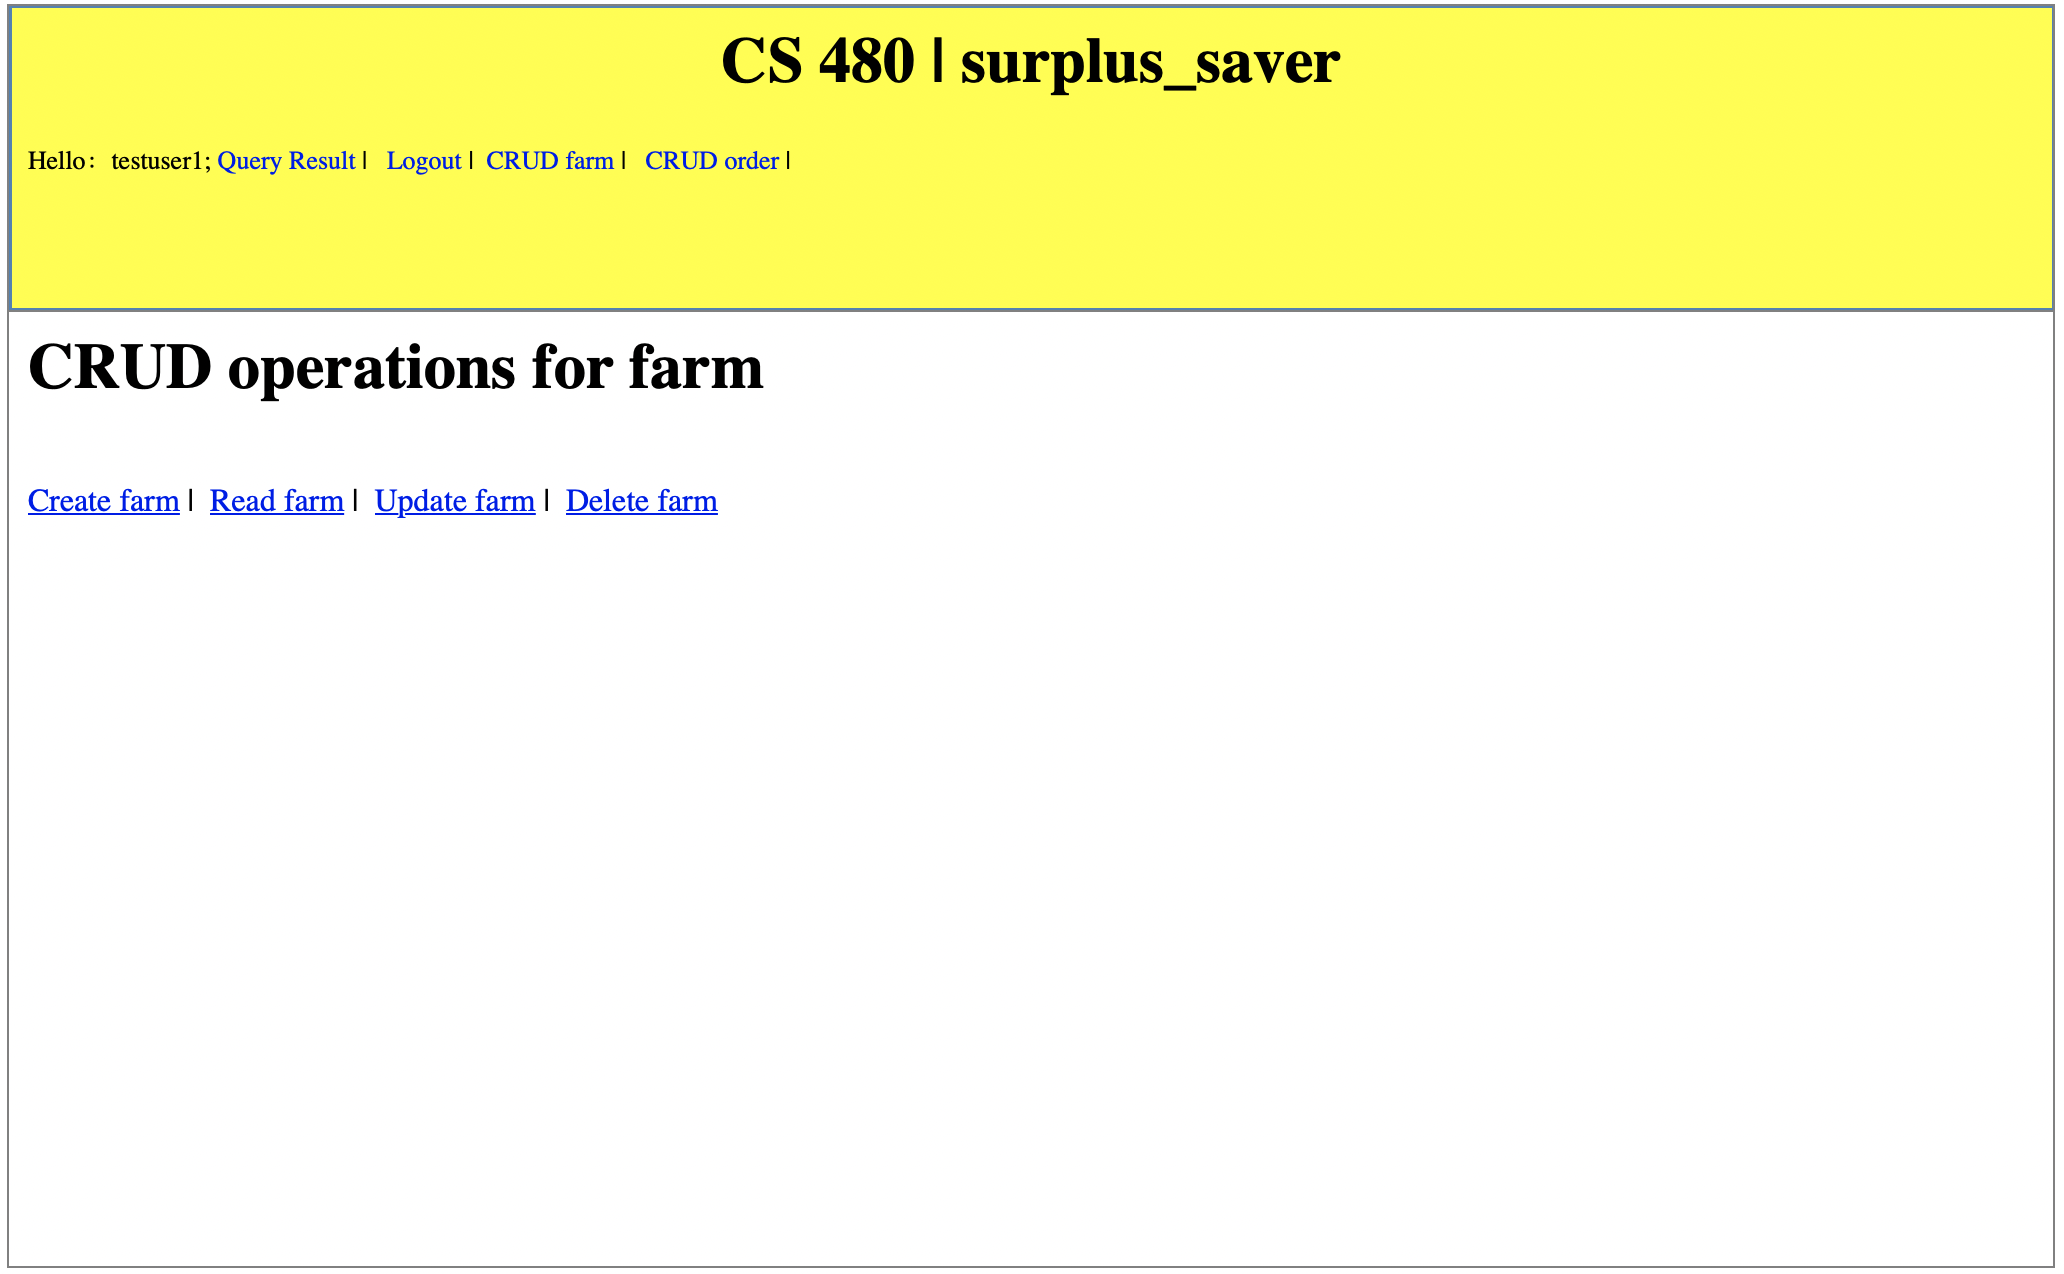 CS 480 | surplus_saver
Hello: testuser1; Query Result | Logout | CRUD farm | CRUD order |
CRUD operations for farm
Create farm | Read farm | Update farm | Delete farm